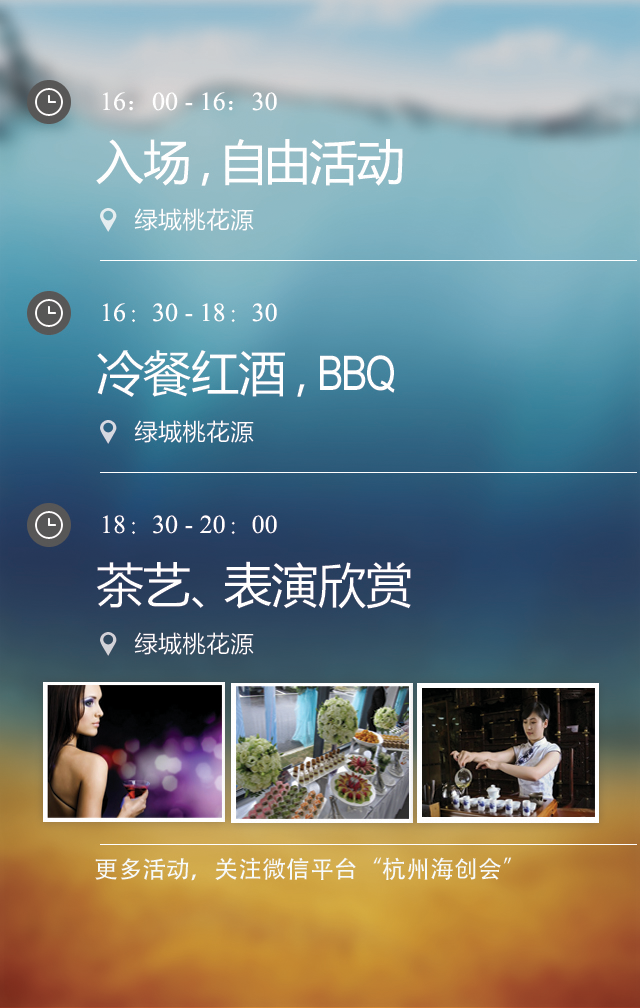 16：00 - 16：30
入场 , 自由活动
绿城桃花源
16：30 - 18：30
冷餐红酒 , BBQ
绿城桃花源
18：30 - 20：00
茶艺、表演欣赏
绿城桃花源
更多活动，关注微信平台“杭州海创会”